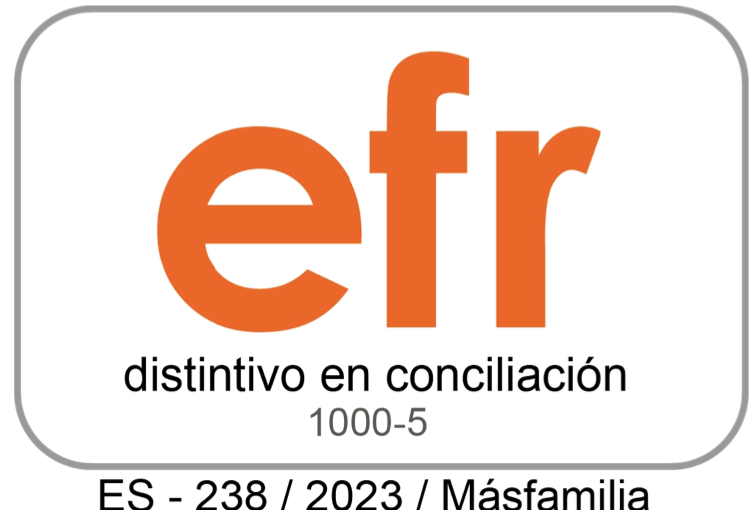 efr
distintivo en conciliación
1000-5
ES - 238 / 2023 / Másfamilia